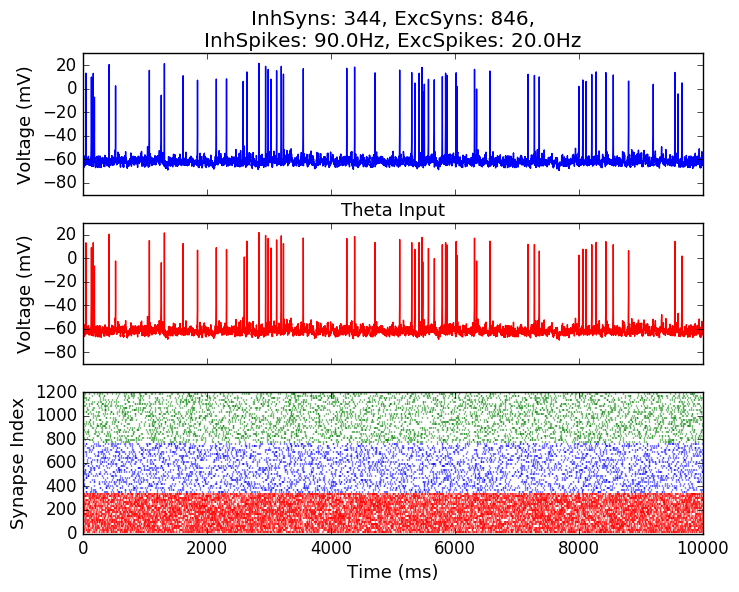 InhSyns: 344, ExcSyns: 846,
InhSpikes: 90.0Hz, ExcSpikes: 20.0Hz
Voltage (mV)
20
0
−20
−40
−60
−80
Theta Input
Voltage (mV)
20
0
−20
−40
−60
−80
Synapse Index
1200
1000
800
600
400
200
0
0 2000 4000 6000 8000 10000
Time (ms)